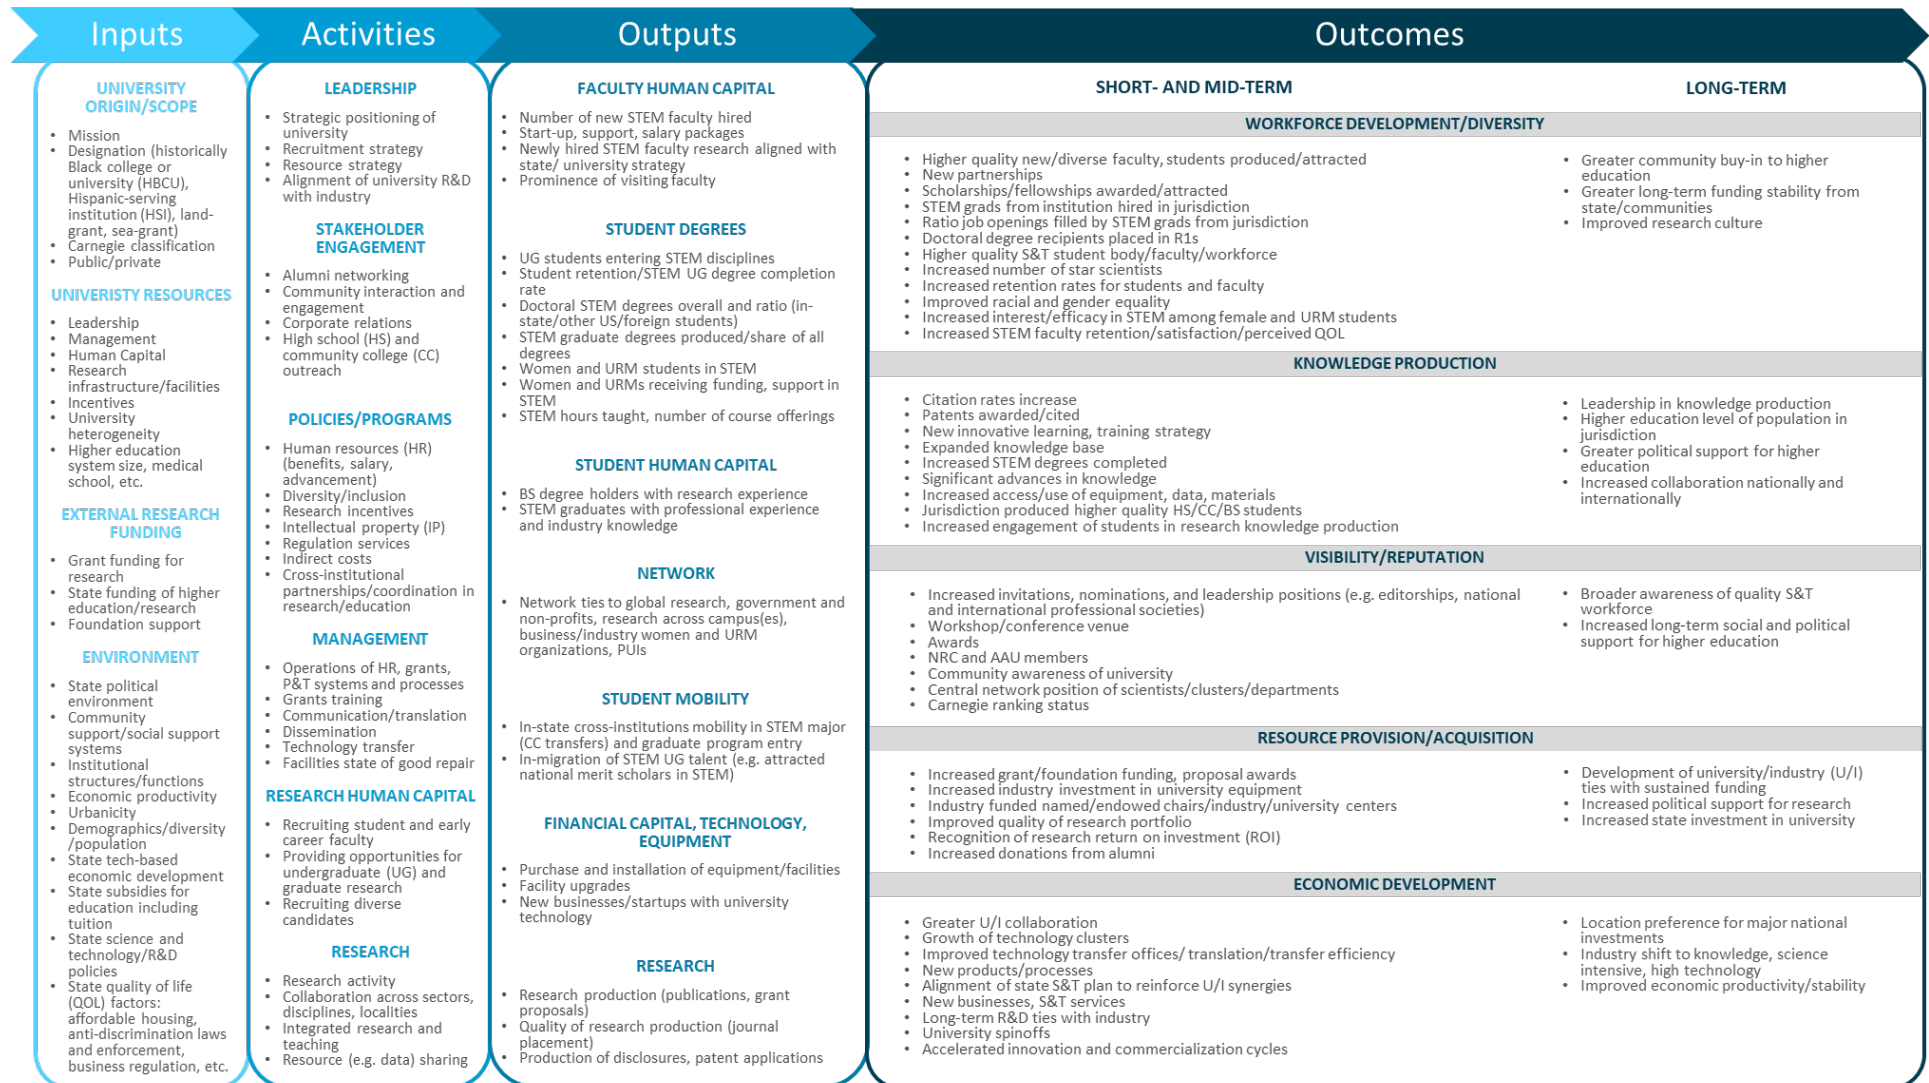 Inputs
Activities
Outputs
Outcomes
UNIVERSITY
ORIGIN/SCOPE
• Mission
• Designation (historically
Black college or
university (HBCU),
Hispanic-serving
institution (HSI), land-
grant, sea-grant)
• Carnegie classification
• Public/private
UNIVERISTY RESOURCES
• Leadership
• Management
• Human Capital
• Research
infrastructure/facilities
• Incentives
• University
heterogeneity
• Higher education
system size, medical
school, etc.
EXTERNAL RESEARCH
FUNDING
• Grant funding for
research
• State funding of higher
education/research
• Foundation support
ENVIRONMENT
• State political
environment
• Community
support/social support
systems
• Institutional
structures/functions
• Economic productivity
• Urbanicity
• Demographics/diversity
/population
• State tech-based
economic development
• State subsidies for
education including
tuition
• State science and
technology/R&D
policies
• State quality of life
(QOL) factors:
affordable housing,
anti-discrimination laws
and enforcement,
business regulation, etc.
LEADERSHIP
• Strategic positioning of
university
• Recruitment strategy
• Resource strategy
• Alignment of university R&D
with industry
STAKEHOLDER
ENGAGEMENT
• Alumni networking
• Community interaction and
engagement
• Corporate relations
• High school (HS) and
community college (CC)
outreach
POLICIES/PROGRAMS
• Human resources (HR)
(benefits, salary,
advancement)
• Diversity/inclusion
• Research incentives
• Intellectual property (IP)
• Regulation services
• Indirect costs
• Cross-institutional
partnerships/coordination in
research/education
MANAGEMENT
• Operations of HR, grants,
P&T systems and processes
• Grants training
• Communication/translation
• Dissemination
• Technology transfer
• Facilities state of good repair
RESEARCH HUMAN CAPITAL
• Recruiting student and early
career faculty
• Providing opportunities for
undergraduate (UG) and
graduate research
• Recruiting diverse
candidates
RESEARCH
• Research activity
• Collaboration across sectors,
disciplines, localities
• Integrated research and
teaching
• Resource (e.g. data) sharing
FACULTY HUMAN CAPITAL
• Number of new STEM faculty hired
• Start-up, support, salary packages
• Newly hired STEM faculty research aligned with
state/ university strategy
• Prominence of visiting faculty
STUDENT DEGREES
• UG students entering STEM disciplines
• Student retention/STEM UG degree completion
rate
• Doctoral STEM degrees overall and ratio (in-
state/other US/foreign students)
• STEM graduate degrees produced/share of all
degrees
• Women and URM students in STEM
• Women and URMs receiving funding, support in
STEM
• STEM hours taught, number of course offerings
STUDENT HUMAN CAPITAL
• BS degree holders with research experience
• STEM graduates with professional experience
and industry knowledge
NETWORK
• Network ties to global research, government and
non-profits, research across campus(es),
business/industry women and URM
organizations, PUIs
STUDENT MOBILITY
• In-state cross-institutions mobility in STEM major
(CC transfers) and graduate program entry
• In-migration of STEM UG talent (e.g. attracted
national merit scholars in STEM)
FINANCIAL CAPITAL, TECHNOLOGY,
EQUIPMENT
• Purchase and installation of equipment/facilities
• Facility upgrades
• New businesses/startups with university
technology
RESEARCH
• Research production (publications, grant
proposals)
• Quality of research production (journal
placement)
• Production of disclosures, patent applications
SHORT- AND MID-TERM
LONG-TERM
WORKFORCE DEVELOPMENT/DIVERSITY
• Higher quality new/diverse faculty, students produced/attracted
• New partnerships
• Scholarships/fellowships awarded/attracted
• STEM grads from institution hired in jurisdiction
• Ratio job openings filled by STEM grads from jurisdiction
• Doctoral degree recipients placed in R1s
• Higher quality S&T student body/faculty/workforce
• Increased number of star scientists
• Increased retention rates for students and faculty
• Improved racial and gender equality
• Increased interest/efficacy in STEM among female and URM students
• Increased STEM faculty retention/satisfaction/perceived QOL
• Greater community buy-in to higher
education
• Greater long-term funding stability from
state/communities
• Improved research culture
KNOWLEDGE PRODUCTION
• Citation rates increase
• Patents awarded/cited
• New innovative learning, training strategy
• Expanded knowledge base
• Increased STEM degrees completed
• Significant advances in knowledge
• Increased access/use of equipment, data, materials
• Jurisdiction produced higher quality HS/CC/BS students
• Increased engagement of students in research knowledge production
• Leadership in knowledge production
• Higher education level of population in
jurisdiction
• Greater political support for higher
education
• Increased collaboration nationally and
internationally
VISIBILITY/REPUTATION
• Increased invitations, nominations, and leadership positions (e.g. editorships, national
and international professional societies)
• Workshop/conference venue
• Awards
• NRC and AAU members
• Community awareness of university
• Central network position of scientists/clusters/departments
• Carnegie ranking status
• Broader awareness of quality S&T
workforce
• Increased long-term social and political
support for higher education
RESOURCE PROVISION/ACQUISITION
• Increased grant/foundation funding, proposal awards
• Increased industry investment in university equipment
• Industry funded named/endowed chairs/industry/university centers
• Improved quality of research portfolio
• Recognition of research return on investment (ROI)
• Increased donations from alumni
• Development of university/industry (U/I)
ties with sustained funding
• Increased political support for research
• Increased state investment in university
ECONOMIC DEVELOPMENT
• Greater U/I collaboration
• Growth of technology clusters
• Improved technology transfer offices/ translation/transfer efficiency
• New products/processes
• Alignment of state S&T plan to reinforce U/I synergies
• New businesses, S&T services
• Long-term R&D ties with industry
• University spinoffs
• Accelerated innovation and commercialization cycles
• Location preference for major national
investments
• Industry shift to knowledge, science
intensive, high technology
• Improved economic productivity/stability